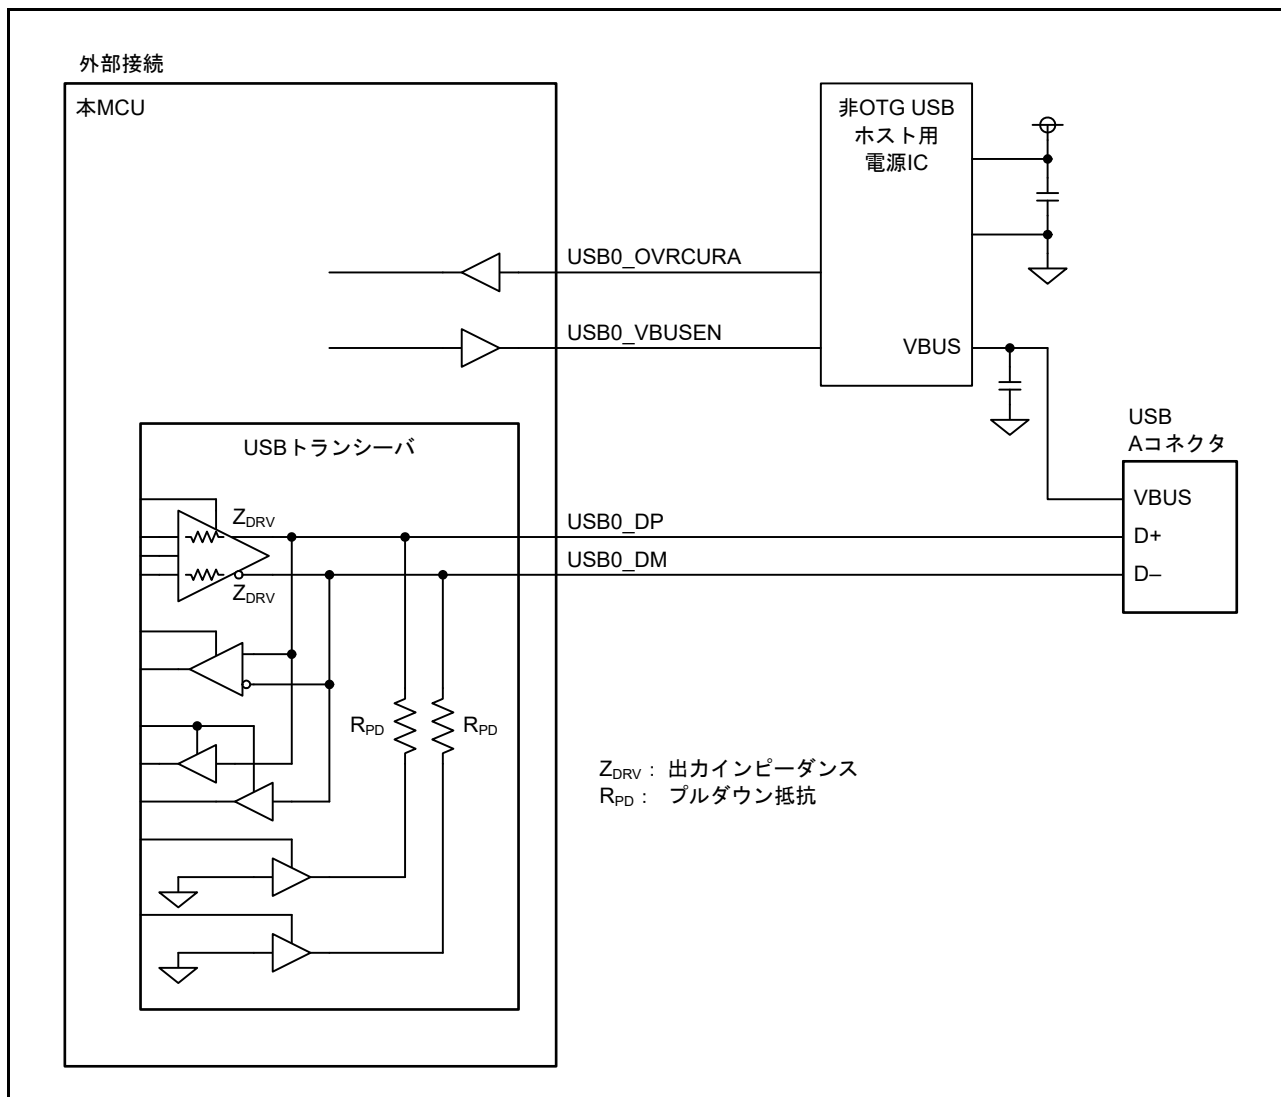 外部接続
本MCU
非OTG USB
ホスト用
電源IC
USB0_OVRCURA
USB0_VBUSEN
VBUS
USB
Aコネクタ
USBトランシーバ
VBUS
ZDRV
USB0_DP
D+
USB0_DM
D–
ZDRV
RPD
RPD
ZDRV : 出力インピーダンス
RPD : プルダウン抵抗